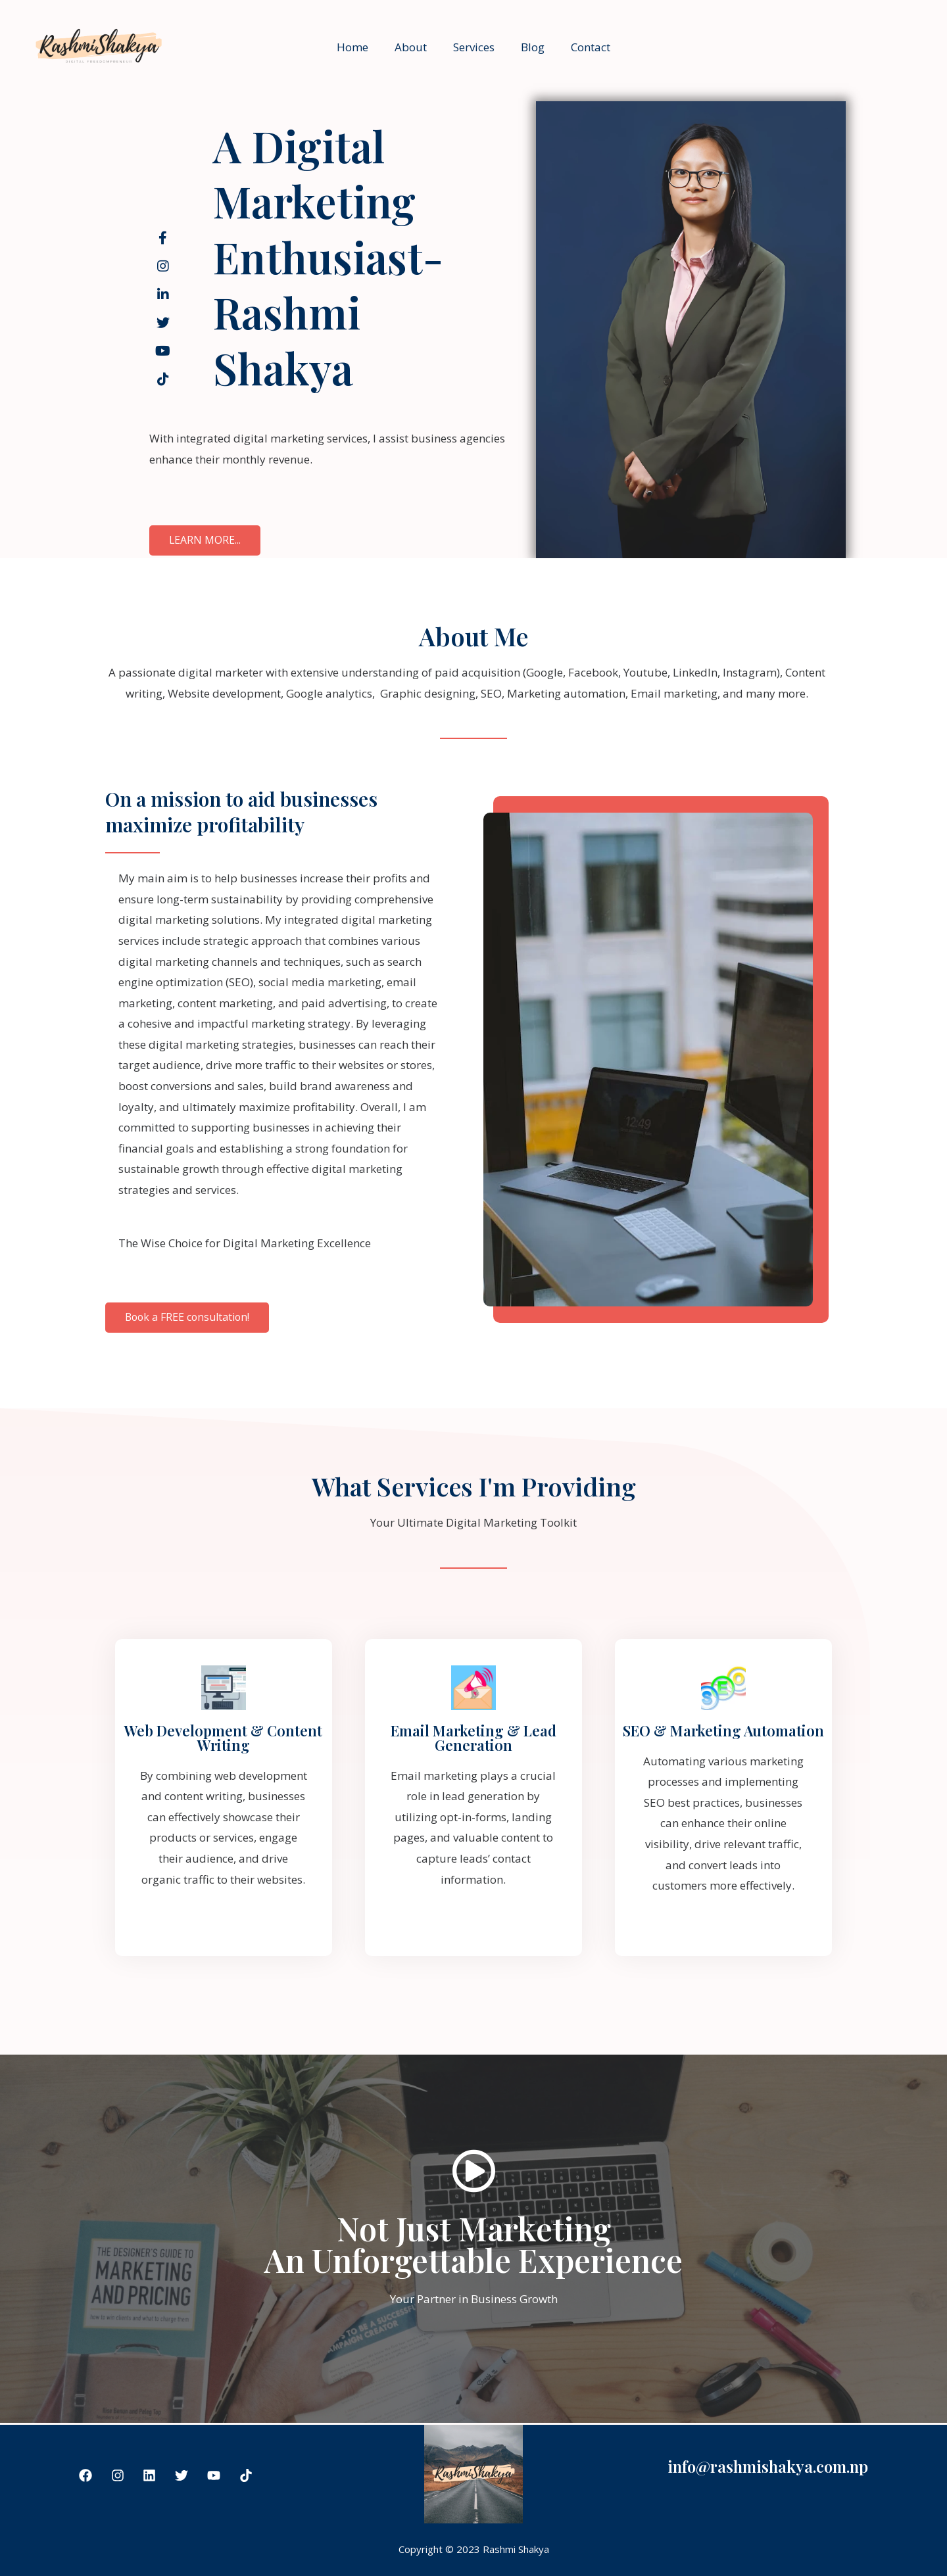 RashmiShakya
Home
About
Services
Blog
Contact
A Digital
Marketing
Enthusiast-
Rashmi
Shakya
With integrated digital marketing services, I assist business agencies
enhance their monthly revenue.
LEARN MORE...
About Me
A passionate digital marketer with extensive understanding of paid acquisition (Google, Facebook, Youtube, LinkedIn, Instagram), Content
writing, Website development, Google analytics,  Graphic designing, SEO, Marketing automation, Email marketing, and many more.
On a mission to aid businesses
maximize profitability
My main aim is to help businesses increase their profits and
ensure long-term sustainability by providing comprehensive
digital marketing solutions. My integrated digital marketing
services include strategic approach that combines various
digital marketing channels and techniques, such as search
engine optimization (SEO), social media marketing, email
marketing, content marketing, and paid advertising, to create
a cohesive and impactful marketing strategy. By leveraging
these digital marketing strategies, businesses can reach their
target audience, drive more traffic to their websites or stores,
boost conversions and sales, build brand awareness and
loyalty, and ultimately maximize profitability. Overall, I am
committed to supporting businesses in achieving their
financial goals and establishing a strong foundation for
sustainable growth through effective digital marketing
strategies and services.
The Wise Choice for Digital Marketing Excellence
Book a FREE consultation!
12:49
What Services I'm Providing
Your Ultimate Digital Marketing Toolkit
Web Development & Content
Writing
By combining web development
and content writing, businesses
can effectively showcase their
products or services, engage
their audience, and drive
organic traffic to their websites.
Email Marketing & Lead
Generation
Email marketing plays a crucial
role in lead generation by
utilizing opt-in-forms, landing
pages, and valuable content to
capture leads’ contact
information.
SEO
SEO & Marketing Automation
Automating various marketing
processes and implementing
SEO best practices, businesses
can enhance their online
visibility, drive relevant traffic,
and convert leads into
customers more effectively.
Not Just Marketing
An Unforgettable Experience
Your Partner in Business Growth
THE DESIGNER'S GUIDE TO
MARKETING
AND PRICING
RashmiShakya
info@rashmishakya.com.np
Copyright © 2023 Rashmi Shakya